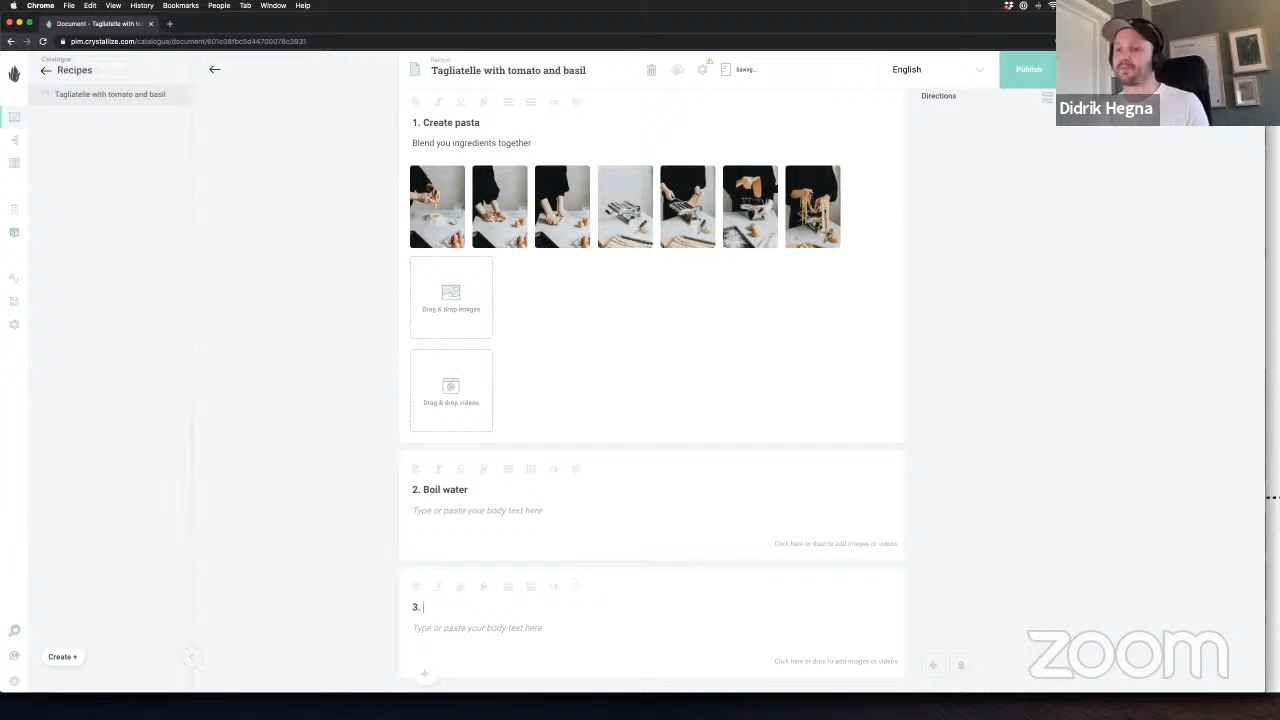 Chrome File Edit View History Bookmarks People Tab Window Help
Document - Tagliatelle with to
pim.crystallize.com/catalogue/document/601c08fbc5d44700078c3931
Catalogue
Recipes
Tagliatelle with tomato and basil
Recipe
Tagliatelle with tomato and basil
Saving...
English
Publish
Directions
Didrik Hegna
1. Create pasta
Blend you ingredients together
Drag & drop images
Drag & drop videos
2. Boil water
Type or paste your body text here
Click here or drop to add images or videos
3.
Type or paste your body text here
Click here or drop to add images or videos
Create +
zoom